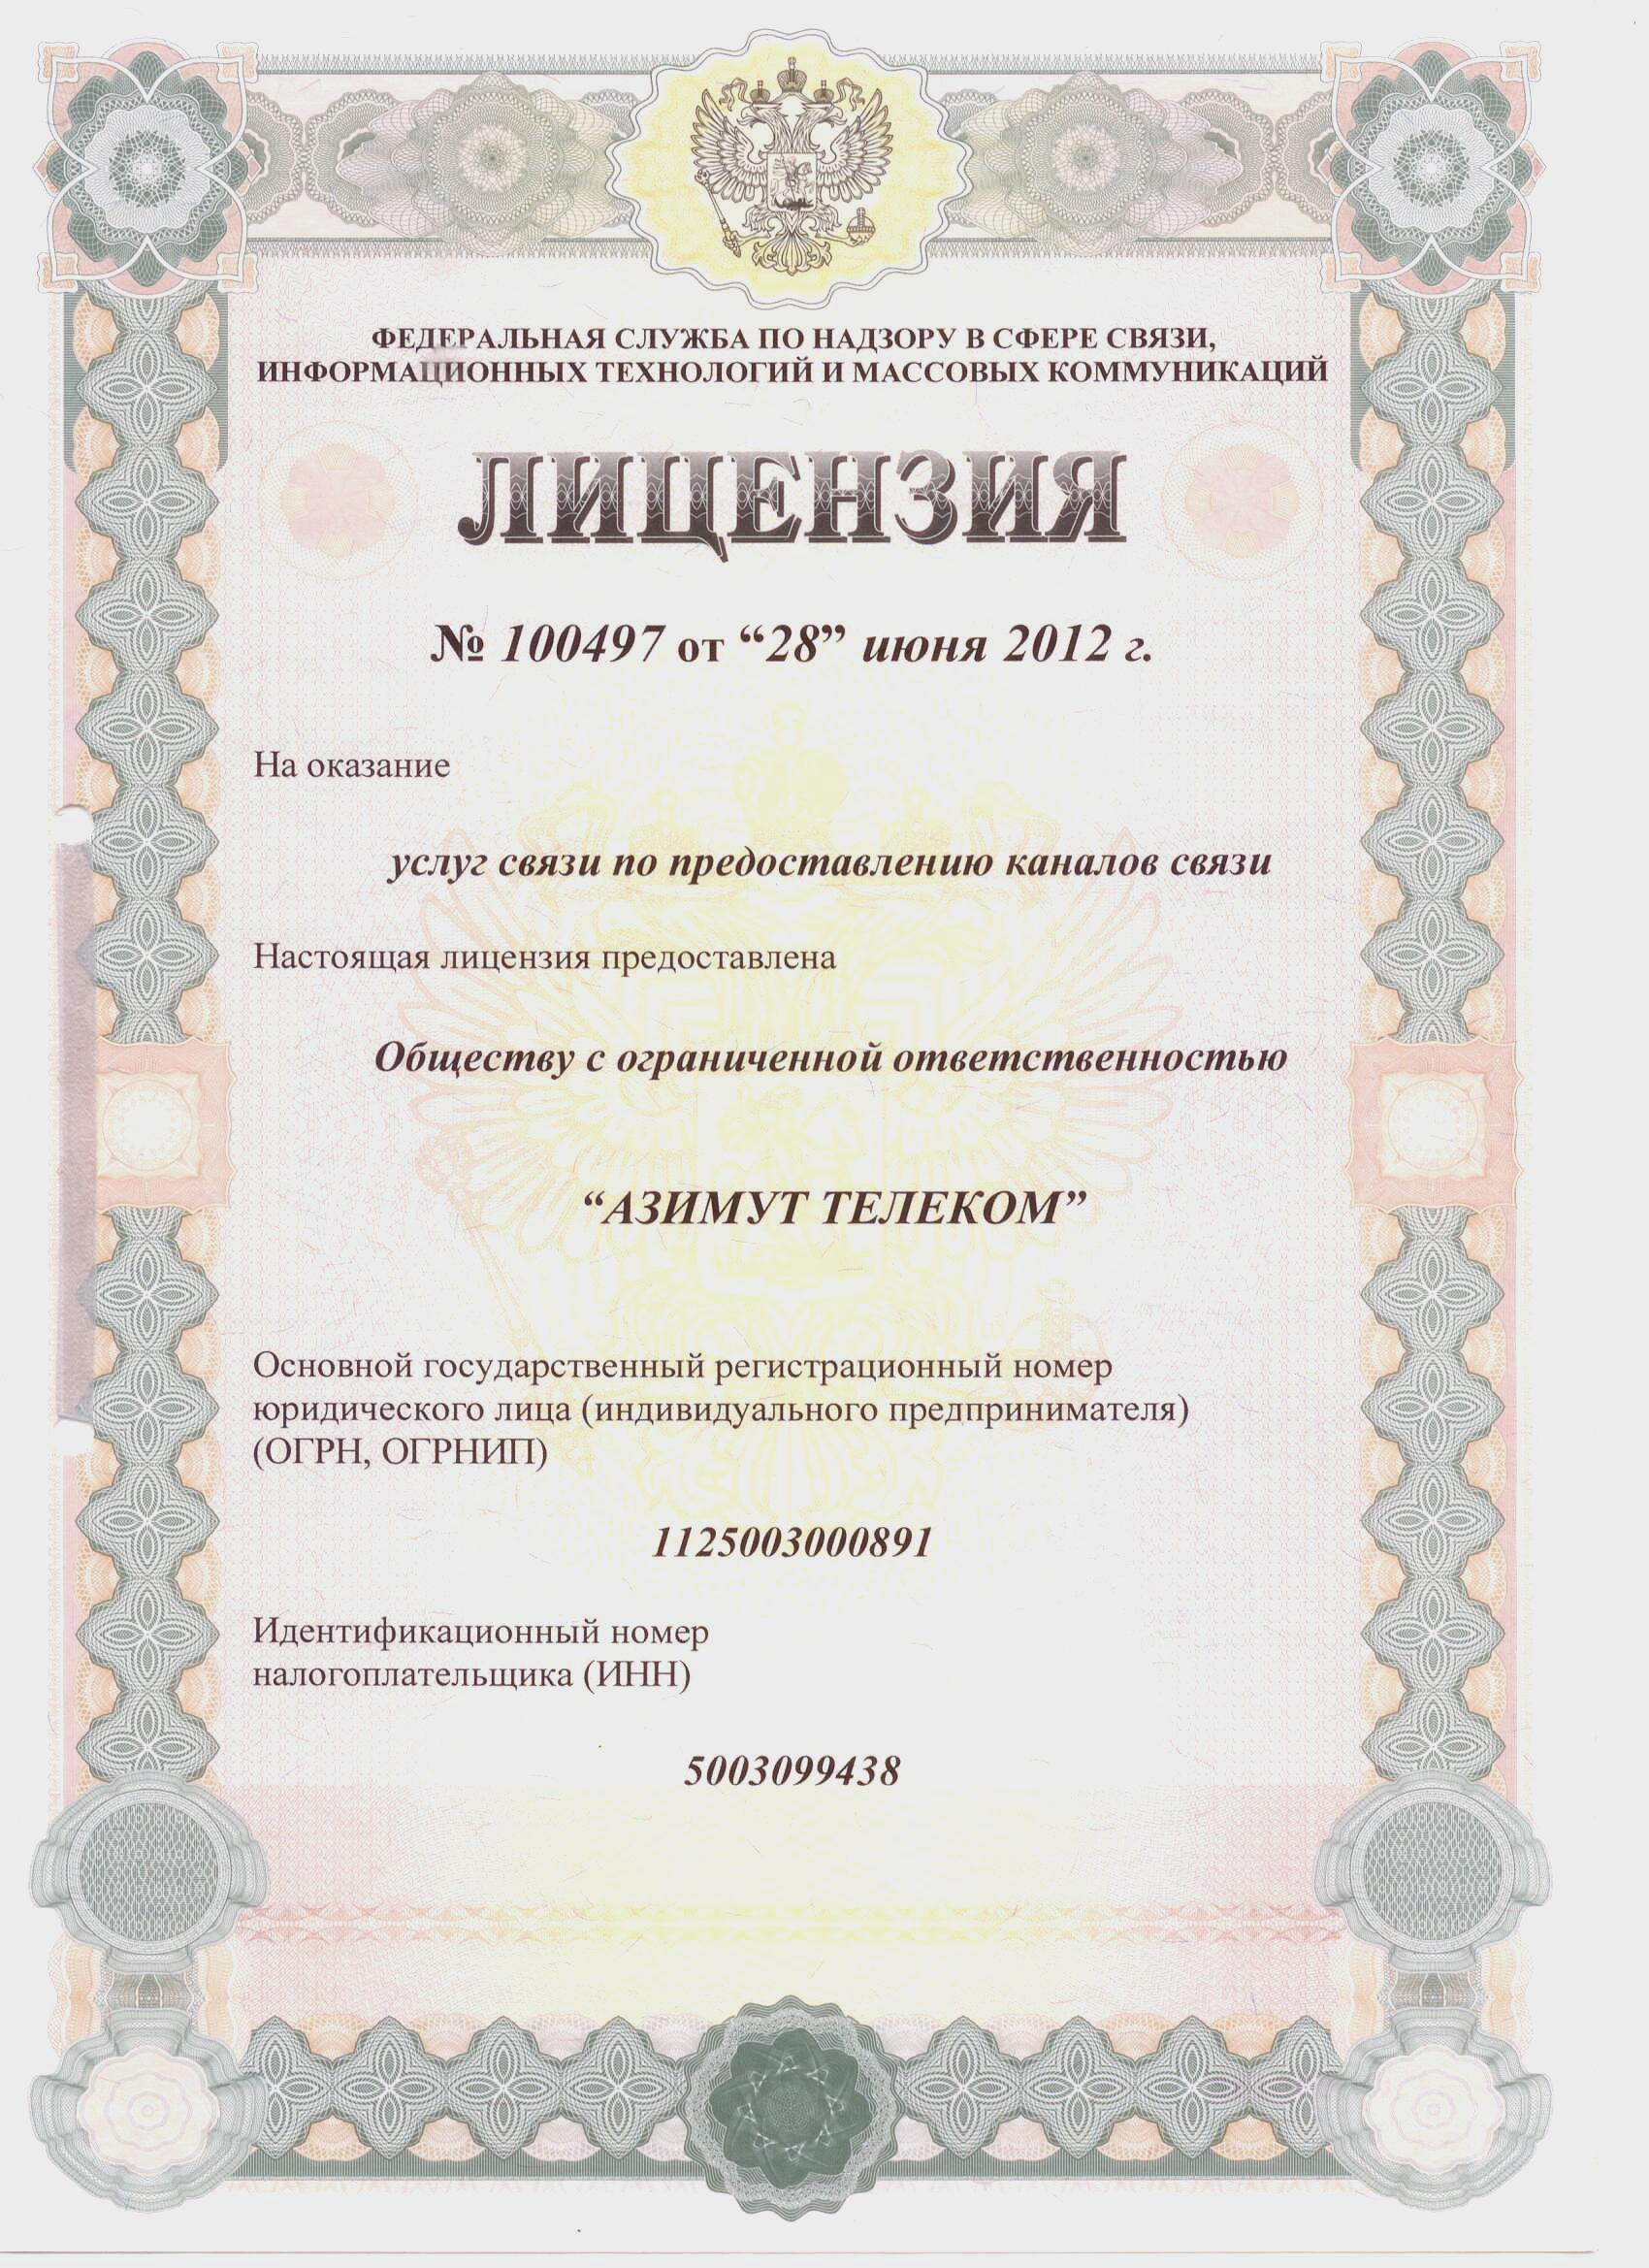 ФЕДЕРАЛЬНАЯ СЛУЖБА ПО НАДЗОРУ В СФЕРЕ СВЯЗИ,
ИНФОРМАЦИОННЫХ ТЕХНОЛОГИЙ И МАССОВЫХ КОММУНИКАЦИЙ
ЛИЦЕНЗИЯ
№ 100497 от “28” июня 2012 г.
На оказание
услуг связи по предоставлению каналов связи
Настоящая лицензия предоставлена
Обществу с ограниченной ответственностью
“АЗИМУТ ТЕЛЕКОМ”
Основной государственный регистрационный номер
юридического лица (индивидуального предпринимателя)
(ОГРН, ОГРНИП)
1125003000891
Идентификационный номер
налогоплательщика (ИНН)
5003099438